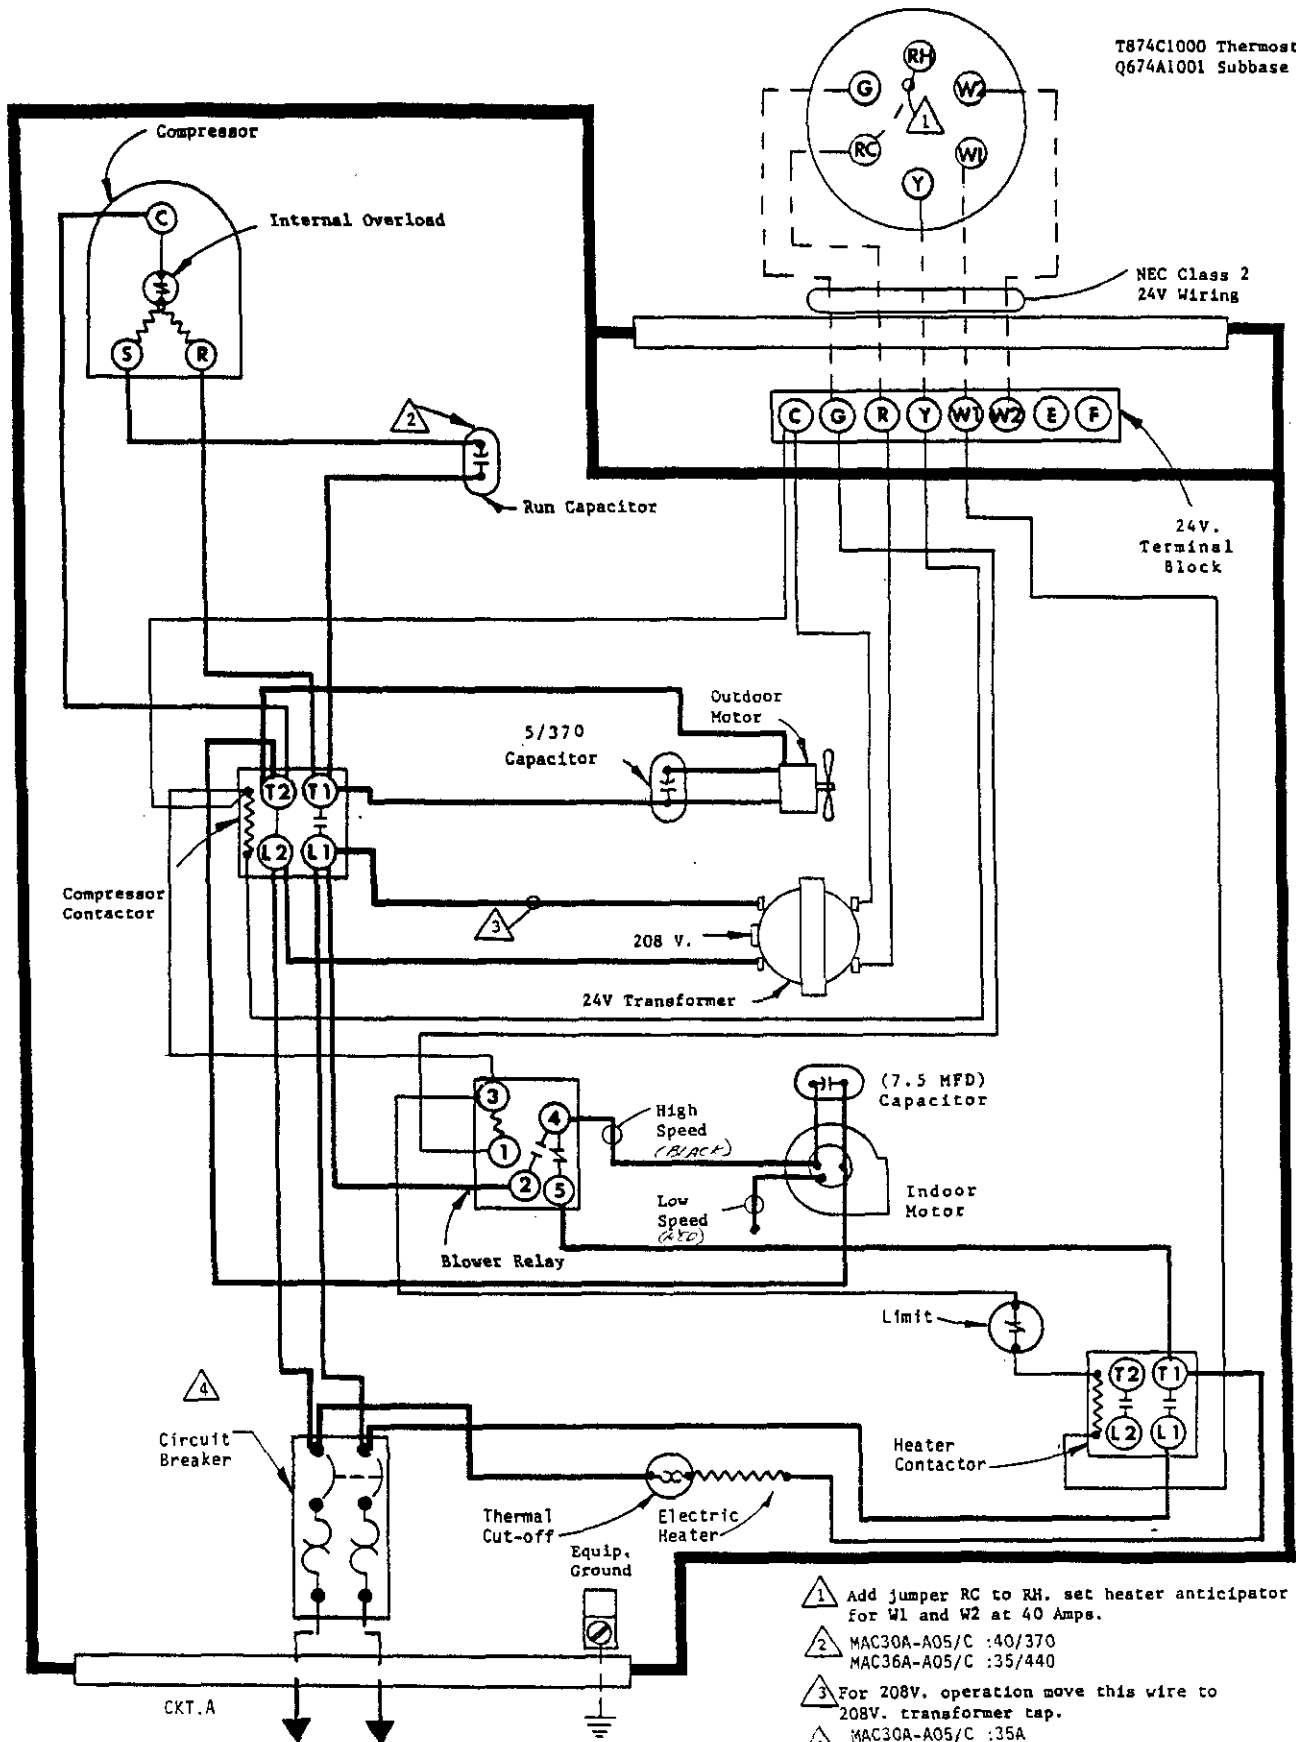 T874C1000 Thermost
Q674A1001 Subbase
RH
G
W2
1
RC
W1
Y
Compressor
C
Internal Overload
S
R
NEC Class 2
24V Wiring
C
G
R
Y
W1
W2
E
F
2
Run Capacitor
24V.
Terminal
Block
Outdoor
Motor
5/370
Capacitor
T2
T1
L2
L1
Compressor
Contactor
3
208 V.
24V Transformer
3
4
1
2
5
High
Speed
(BLACK)
(7.5 MFD)
Capacitor
Low
Speed
(RED)
Indoor
Motor
Blower Relay
Limit
T2
T1
L2
L1
4
Circuit
Breaker
Heater
Contactor
Thermal
Cut-off
Electric
Heater
Equip.
Ground
1 Add jumper RC to RH. set heater anticipator
for W1 and W2 at 40 Amps.
2 MAC30A-A05/C :40/370
MAC36A-A05/C :35/440
3 For 208V. operation move this wire to
208V. transformer tap.
MAC30A-A05/C :35A
CKT.A